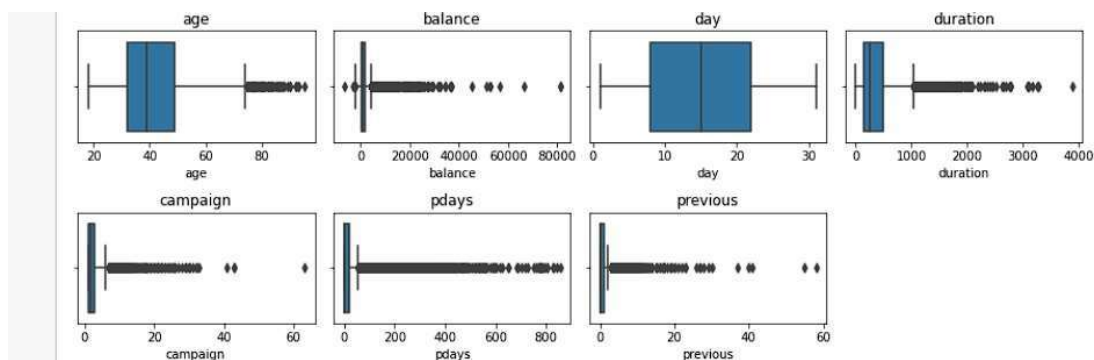 age balance day duration
20 40 60 80 0 20000 40000 60000 80000 0 10 20 30 0 1000 2000 3000 4000
age balance day duration
campaign pdays previous
0 20 40 60 0 200 400 600 800 0 20 40 60
campaign pdays previous